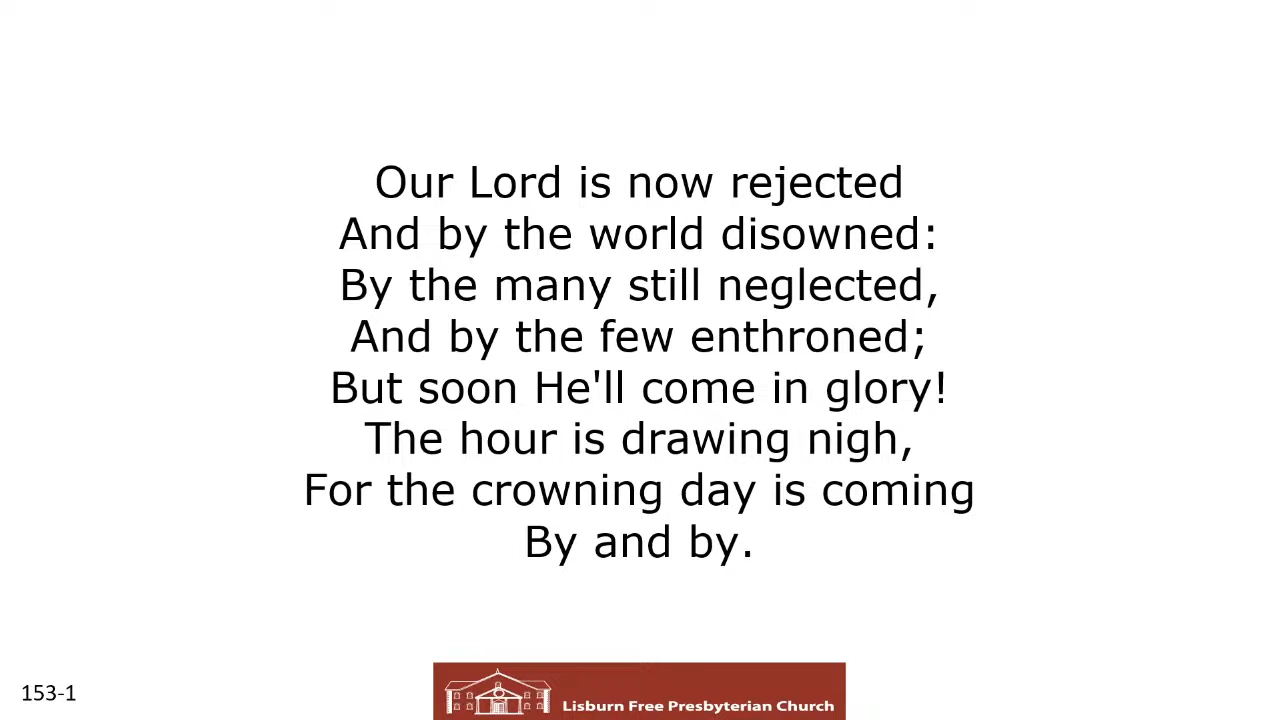 Our Lord is now rejected
And by the world disowned:
By the many still neglected,
And by the few enthroned;
But soon He'll come in glory!
The hour is drawing nigh,
For the crowning day is coming
By and by.
153-1
Lisburn Free Presbyterian Church